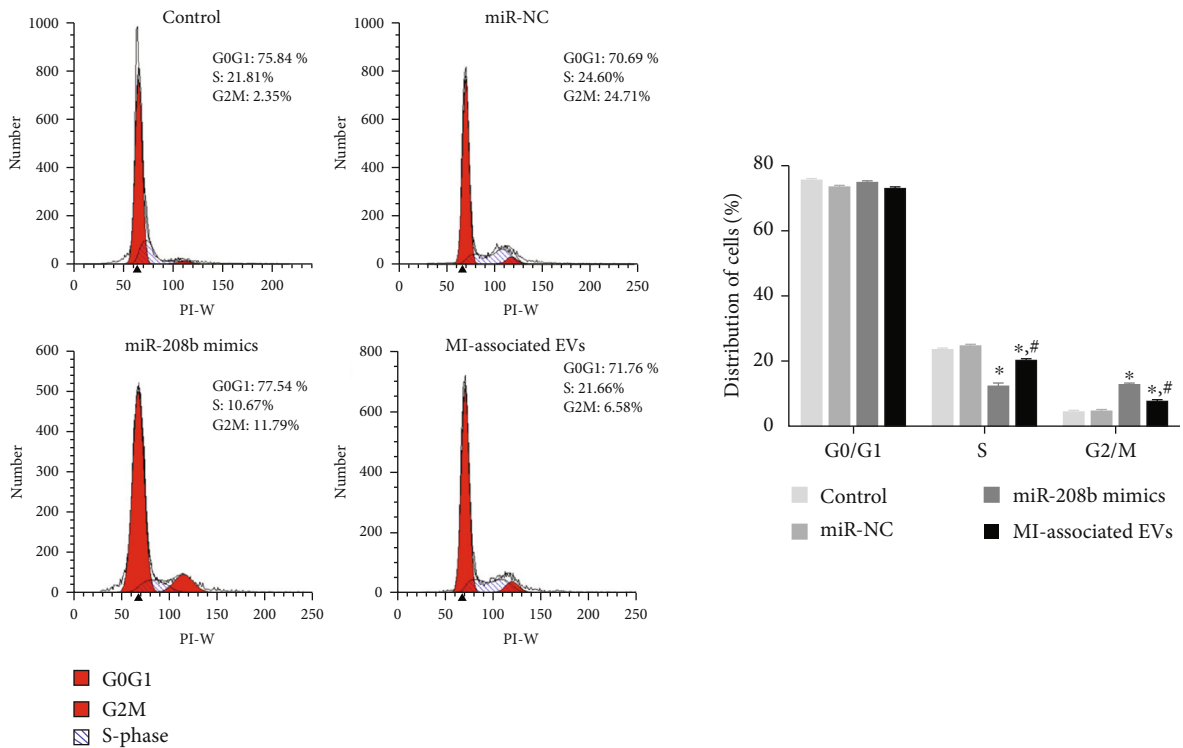 Control
1000
800
600
400
200
0
Number
0 50 100 150 200
PI-W
G0G1: 75.84 %
S: 21.81%
G2M: 2.35%
miR-NC
1000
800
600
400
200
0
Number
0 50 100 150 200 250
PI-W
G0G1: 70.69 %
S: 24.60%
G2M: 24.71%
miR-208b mimics
600
500
400
300
200
200
0
Number
0 50 100 150 200 250
PI-W
G0G1: 77.54 %
S: 10.67%
G2M: 11.79%
MI-associated EVs
800
600
400
200
0
Number
0 50 100 150 200 250
PI-W
G0G1: 71.76 %
S: 21.66%
G2M: 6.58%
G0G1
G2M
S-phase
80
60
40
20
0
Distribution of cells (%)
*
*,#
*
*,#
G0/G1 S G2/M
Control
miR-NC
miR-208b mimics
MI-associated EVs